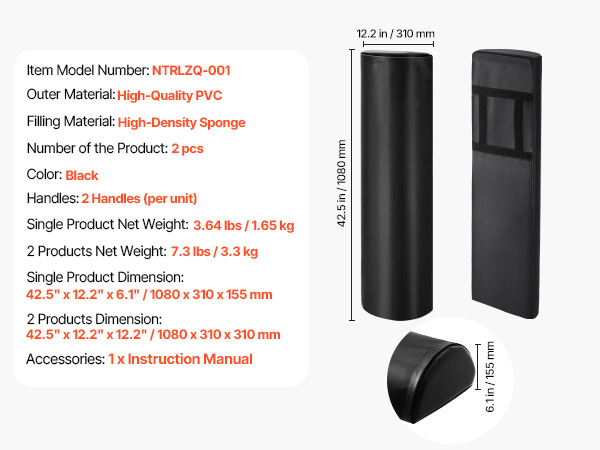 Item Model Number: NTRLZQ-001
Outer Material: High-Quality PVC
Filling Material: High-Density Sponge
Number of the Product: 2 pcs
Color: Black
Handles: 2 Handles (per unit)
Single Product Net Weight: 3.64 lbs / 1.65 kg
2 Products Net Weight: 7.3 lbs / 3.3 kg
Single Product Dimension:
42.5" x 12.2" x 6.1" / 1080 x 310 x 155 mm
2 Products Dimension:
42.5" x 12.2" x 12.2" / 1080 x 310 x 310 mm
Accessories: 1 x Instruction Manual
12.2 in / 310 mm
42.5 in / 1080 mm
6.1 in / 155 mm